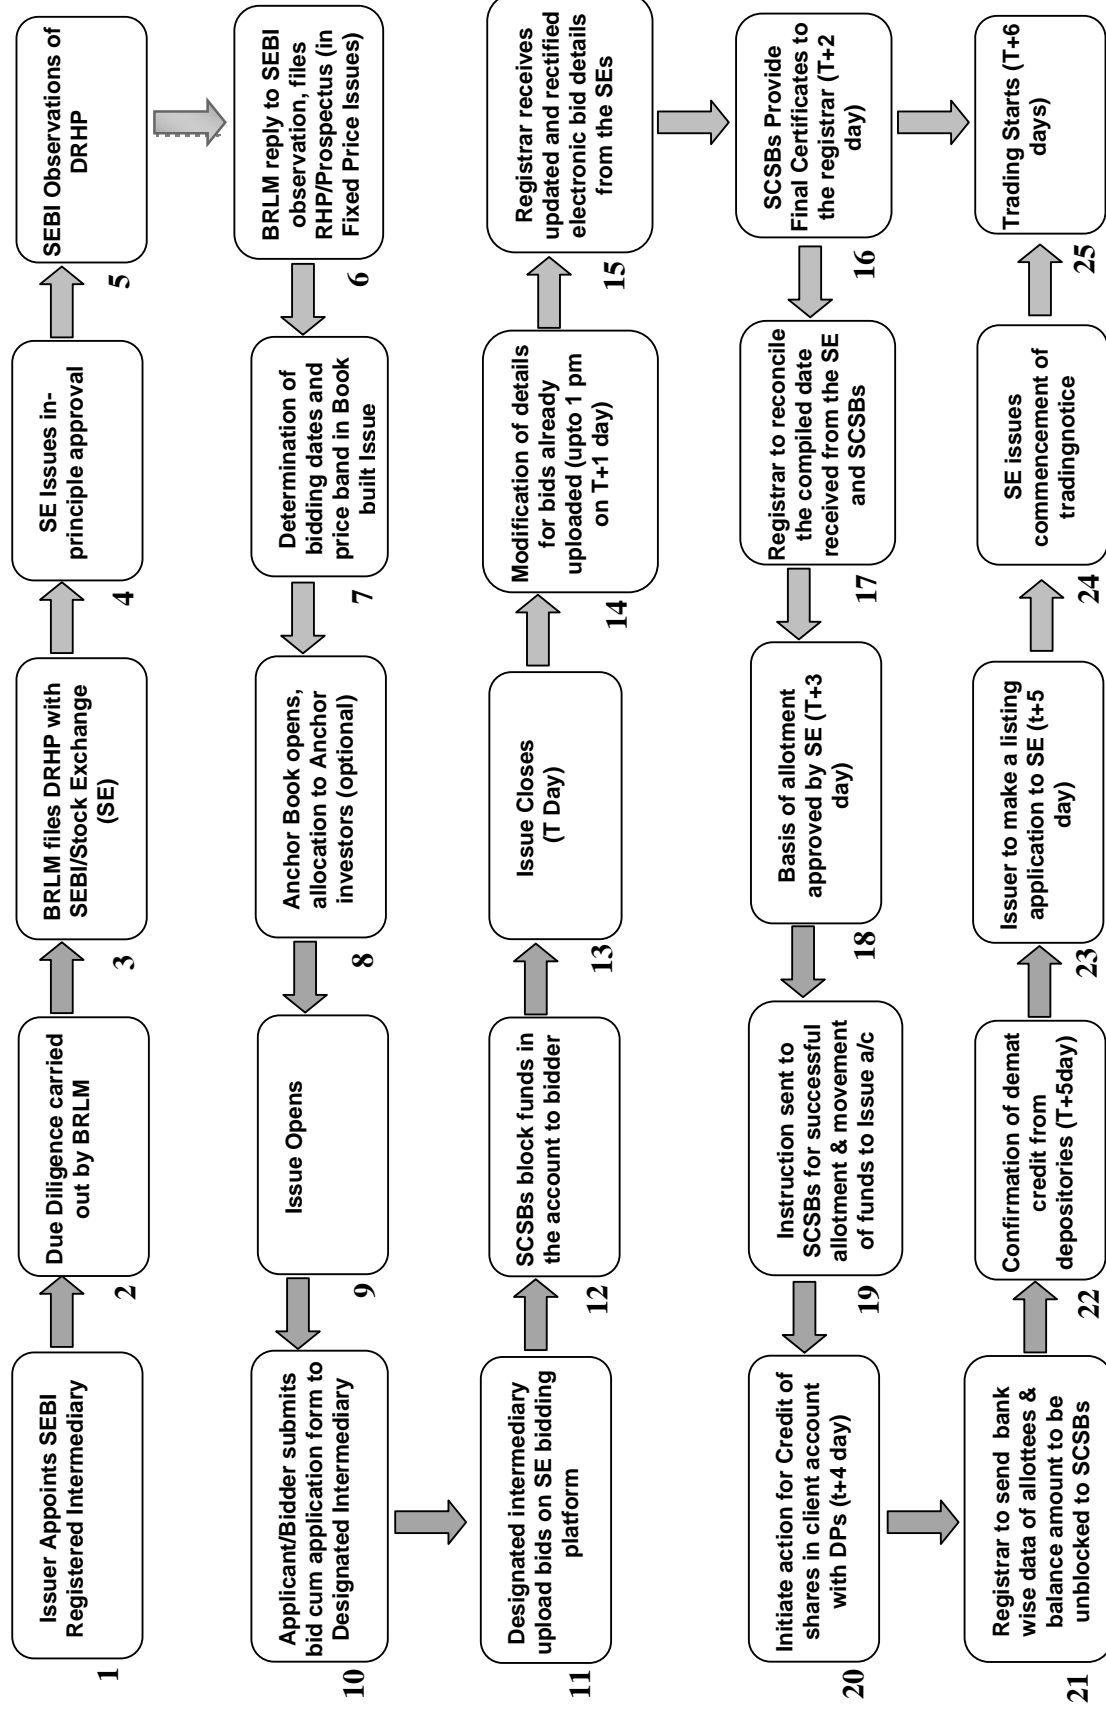 1
Issuer Appoints SEBI
Registered Intermediary
2
Due Diligence carried
out by BRLM
3
BRLM files DRHP with
SEBI/Stock Exchange
(SE)
4
SE Issues in-
principle approval
5
SEBI Observations of
DRHP
6
BRLM reply to SEBI
observation, files
RHP/Prospectus (in
Fixed Price Issues)
7
Determination of
bidding dates and
price band in Book
built Issue
8
Anchor Book opens,
allocation to Anchor
investors (optional)
9
Issue Opens
10
Applicant/Bidder submits
bid cum application form to
Designated Intermediary
11
Designated intermediary
upload bids on SE bidding
platform
12
SCSBs block funds in
the account to bidder
13
Issue Closes
(T Day)
14
Modification of details
for bids already
uploaded (upto 1 pm
on T+1 day)
15
Registrar receives
updated and rectified
electronic bid details
from the SEs
16
SCSBs Provide
Final Certificates to
the registrar (T+2
day)
17
Registrar to reconcile
the compiled date
received from the SE
and SCSBs
18
Basis of allotment
approved by SE (T+3
day)
19
Instruction sent to
SCSBs for successful
allotment & movement
of funds to Issue a/c
20
Initiate action for Credit of
shares in client account
with DPs (t+4 day)
21
Registrar to send bank
wise data of allottees &
balance amount to be
unblocked to SCSBs
22
Confirmation of demat
credit from
depositories (T+5day)
23
Issuer to make a listing
application to SE (t+5
day)
24
SE issues
commencement of
tradingnotice
25
Trading Starts (T+6
days)